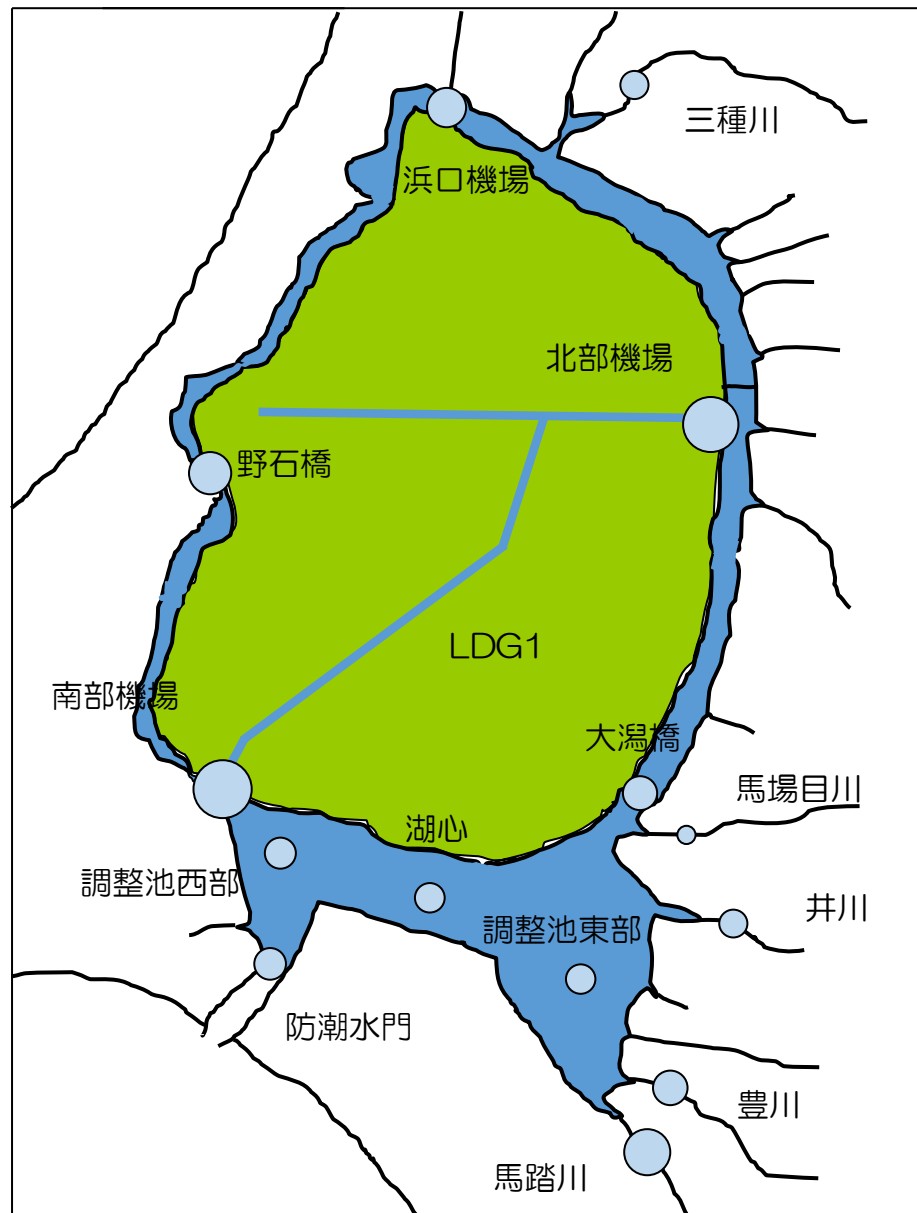 三種川
浜口機場
北部機場
野石橋
LDG1
南部機場
大潟橋
馬場目川
湖心
調整池西部
井川
調整池東部
防潮水門
豊川
馬踏川